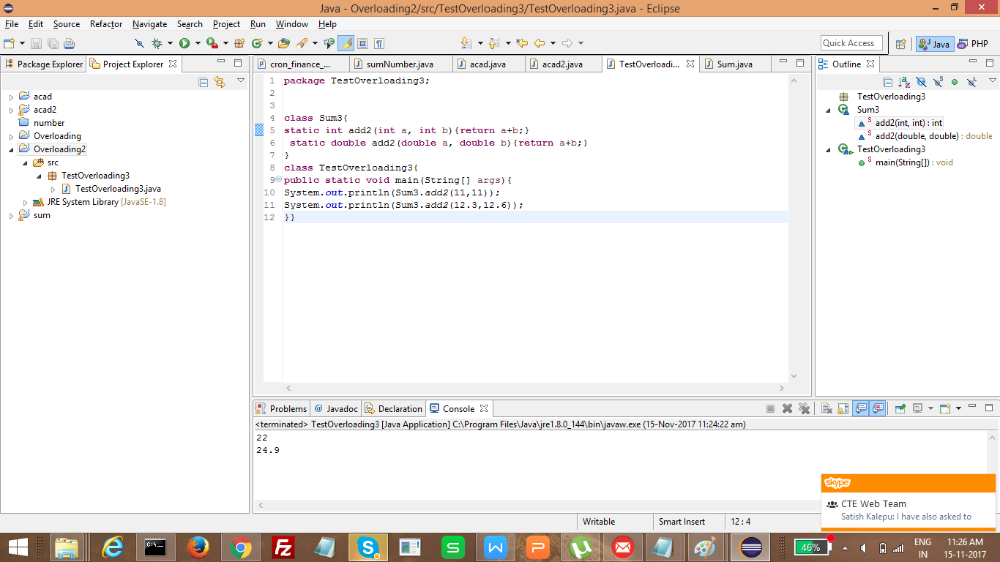 Java - Overloading2/src/TestOverloading3/TestOverloading3.java - Eclipse
File Edit Source Refactor Navigate Search Project Run Window Help
Quick Access
Java
PHP
Package Explorer
Project Explorer
acad
acad2
number
Overloading
Overloading2
src
TestOverloading3
TestOverloading3.java
JRE System Library [JavaSE-1.8]
sum
cron_finance_...
sumNumber.java
acad.java
acad2.java
TestOverloadi...
Sum.java
1 package TestOverloading3;
2
3
4 class Sum3{
5 static int add2(int a, int b){return a+b;}
6 static double add2(double a, double b){return a+b;}
7 }
8 class TestOverloading3{
9 public static void main(String[] args){
10 System.out.println(Sum3.add2(11,11));
11 System.out.println(Sum3.add2(12.3,12.6));
12 }}
Outline
TestOverloading3
Sum3
add2(int, int) : int
add2(double, double) : double
TestOverloading3
main(String[]) : void
Problems
@ Javadoc
Declaration
Console
<terminated> TestOverloading3 [Java Application] C:\Program Files\Java\jre1.8.0_144\bin\javaw.exe (15-Nov-2017 11:24:22 am)
22
24.9
skype
CTE Web Team
Satish Kalepu: I have also asked to
Writable
Smart Insert
12 : 4
46%
ENG
IN
11:26 AM
15-11-2017